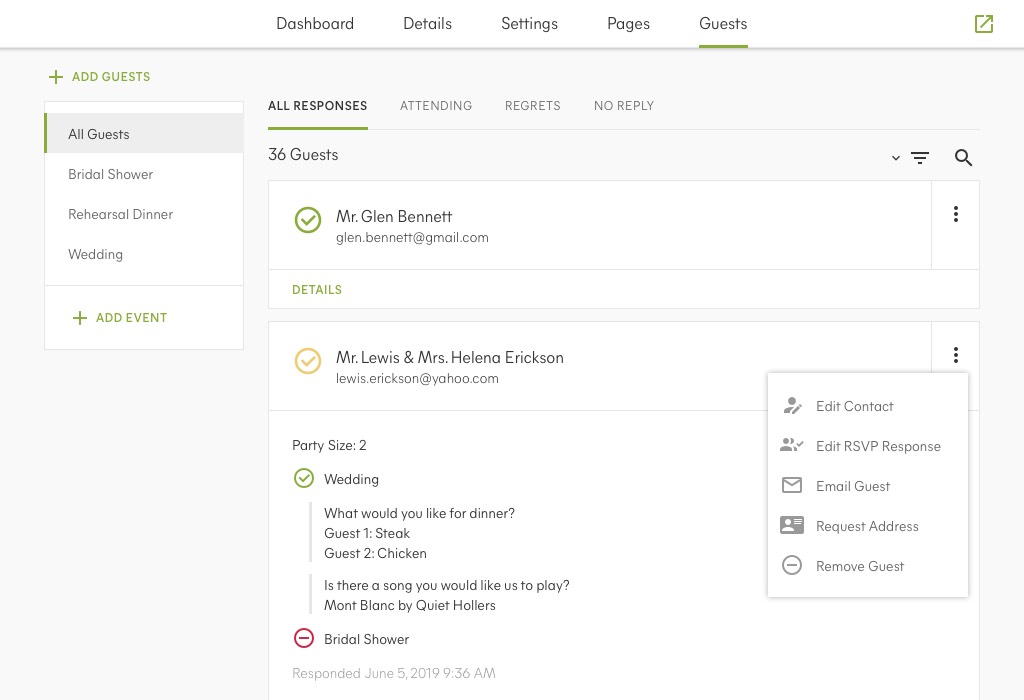 Dashboard Details Settings Pages Guests
ADD GUESTS
All Guests
Bridal Shower
Rehearsal Dinner
Wedding
ADD EVENT
ALL RESPONSES ATTENDING REGRETS NO REPLY
36 Guests
Mr. Glen Bennett
glen.bennett@gmail.com
DETAILS
Mr. Lewis & Mrs. Helena Erickson
lewis.erickson@yahoo.com
Edit Contact
Edit RSVP Response
Email Guest
Request Address
Remove Guest
Party Size: 2
Wedding
What would you like for dinner?
Guest 1: Steak
Guest 2: Chicken
Is there a song you would like us to play?
Mont Blanc by Quiet Hollers
Bridal Shower
Responded June 5, 2019 9:36 AM